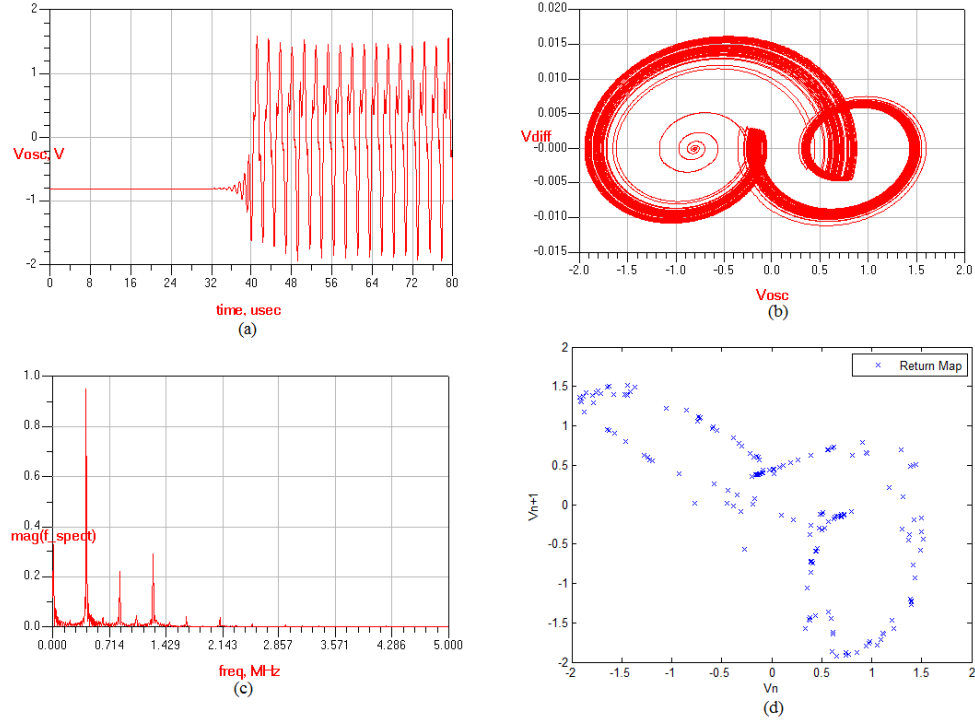 2
1
0
-1
-2
Vosc, V
0 8 16 24 32 40 48 56 64 72 80
time, usec
(a)
0.020
0.015
0.010
0.005
-0.000
-0.005
-0.010
-0.015
Vdiff
-2.0 -1.5 -1.0 -0.5 0.0 0.5 1.0 1.5 2.0
Vosc
(b)
1.0
0.8
0.6
0.4
0.2
0.0
mag(f_spect)
0.000 0.714 1.429 2.143 2.857 3.571 4.286 5.000
freq, MHz
(c)
2
1.5
1
0.5
0
-0.5
-1
-1.5
-2
Vn+1
Return Map
-2 -1.5 -1 -0.5 0 0.5 1 1.5 2
Vn
(d)